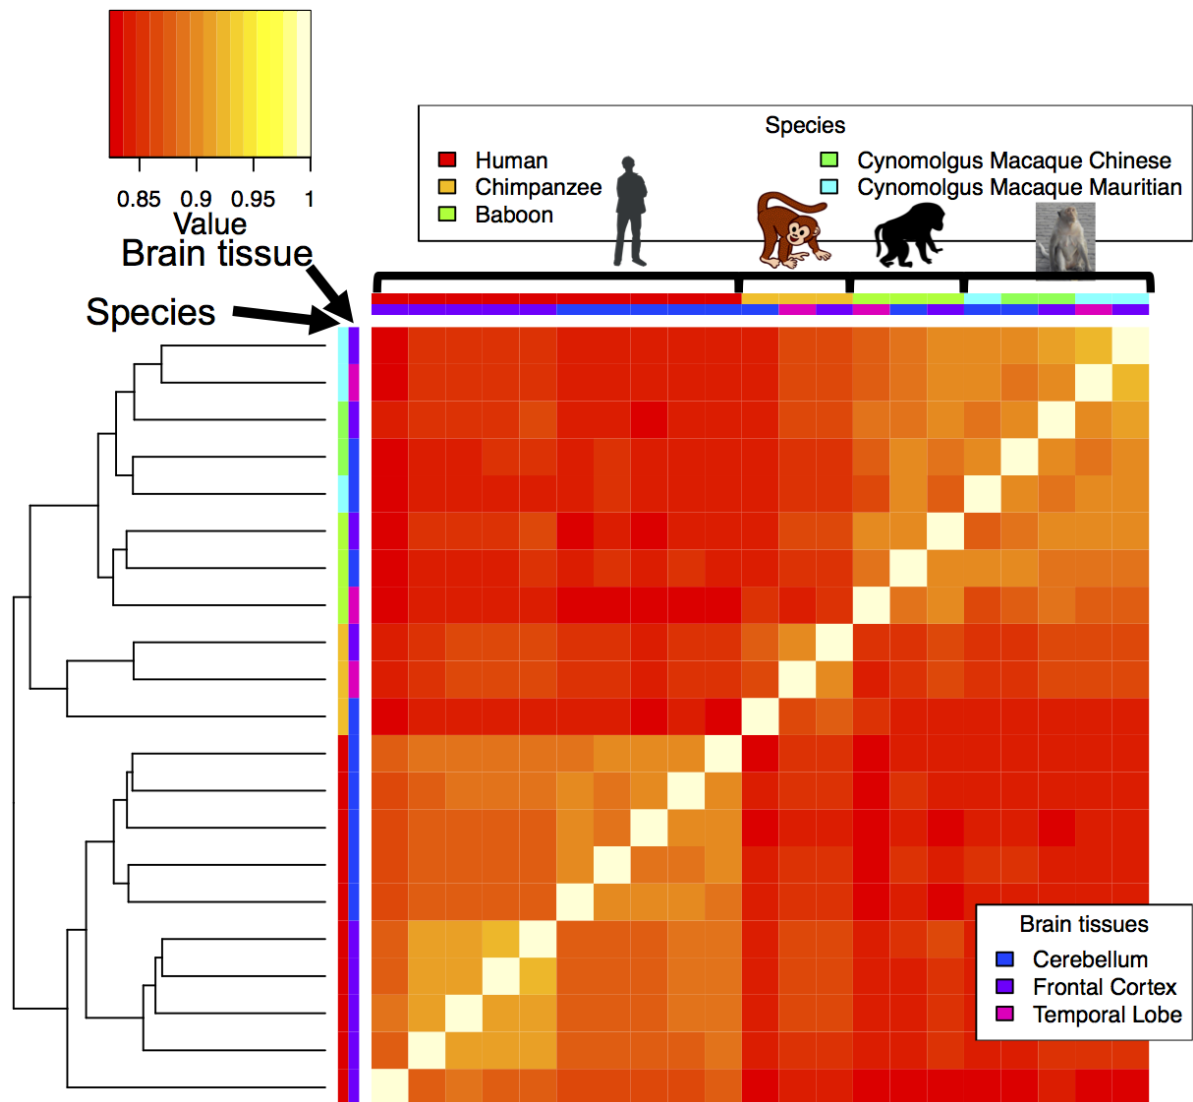 0.85 0.9 0.95 1
Value
Brain tissue
Species
Species
Human
Chimpanzee
Baboon
Cynomolgus Macaque Chinese
Cynomolgus Macaque Mauritian
Brain tissues
Cerebellum
Frontal Cortex
Temporal Lobe